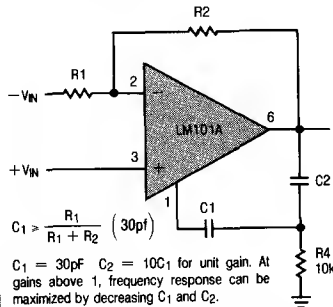 R2
R1
−VIN
2
−
LM101A
6
+VIN
3
+
1
C1
C2
R4
10k
C1 ⩾ R1 / R1 + R2 (30pf)
C1 = 30pF C2 = 10C1 for unit gain. At
gains above 1, frequency response can be
maximized by decreasing C1 and C2.